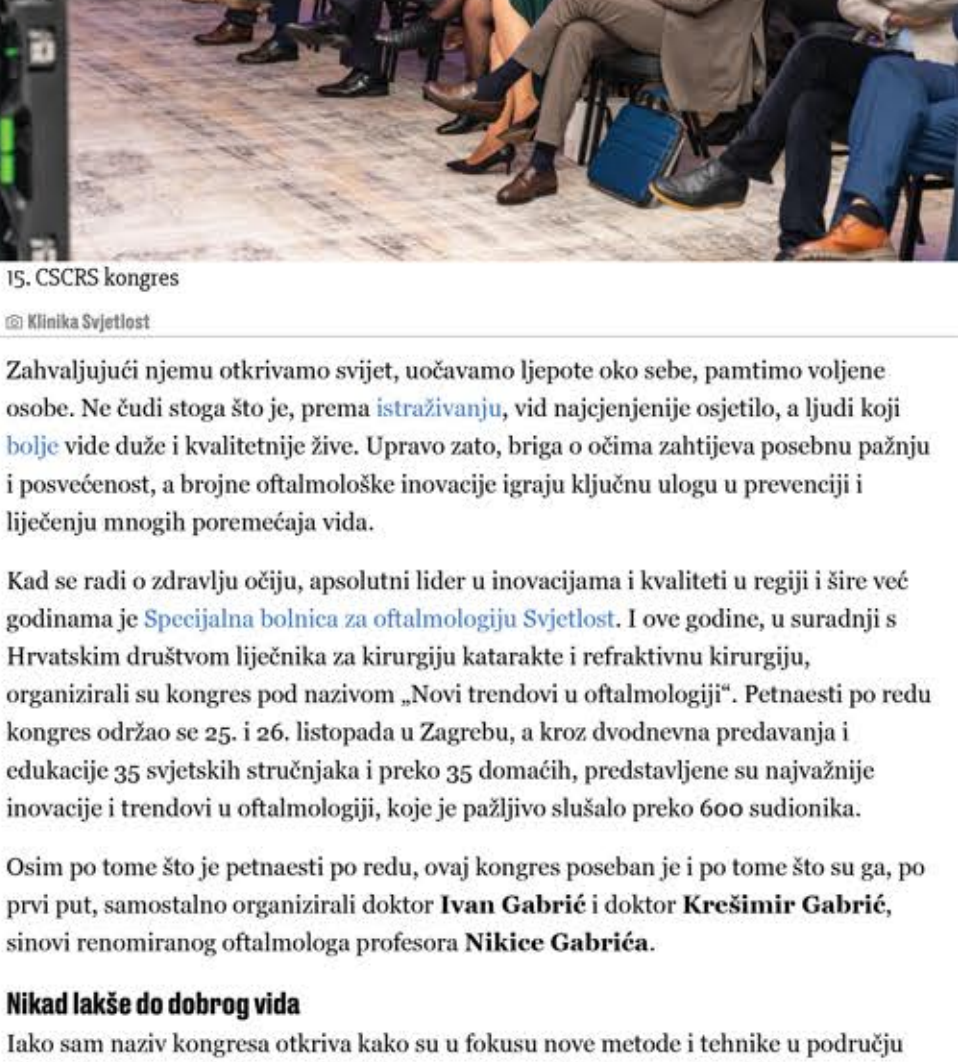 15. CSCRS kongres
Klinika Svjetlost
Zahvaljujući njemu otkrivamo svijet, uočavamo ljepote oko sebe, pamtimo voljene
osobe. Ne čudi stoga što je, prema istraživanju, vid najcjenjenije osjetilo, a ljudi koji
bolje vide duže i kvalitetnije žive. Upravo zato, briga o očima zahtijeva posebnu pažnju
i posvećenost, a brojne oftalmološke inovacije igraju ključnu ulogu u prevenciji i
liječenju mnogih poremećaja vida.
Kad se radi o zdravlju očiju, apsolutni lider u inovacijama i kvaliteti u regiji i šire već
godinama je Specijalna bolnica za oftalmologiju Svjetlost. I ove godine, u suradnji s
Hrvatskim društvom liječnika za kirurgiju katarakte i refraktivnu kirurgiju,
organizirali su kongres pod nazivom „Novi trendovi u oftalmologiji“. Petnaesti po redu
kongres održao se 25. i 26. listopada u Zagrebu, a kroz dvodnevna predavanja i
edukacije 35 svjetskih stručnjaka i preko 35 domaćih, predstavljene su najvažnije
inovacije i trendovi u oftalmologiji, koje je pažljivo slušalo preko 600 sudionika.
Osim po tome što je petnaesti po redu, ovaj kongres poseban je i po tome što su ga, po
prvi put, samostalno organizirali doktor Ivan Gabrić i doktor Krešimir Gabrić,
sinovi renomiranog oftalmologa profesora Nikice Gabrića.
Nikad lakše do dobrog vida
Iako sam naziv kongresa otkriva kako su u fokusu nove metode i tehnike u području